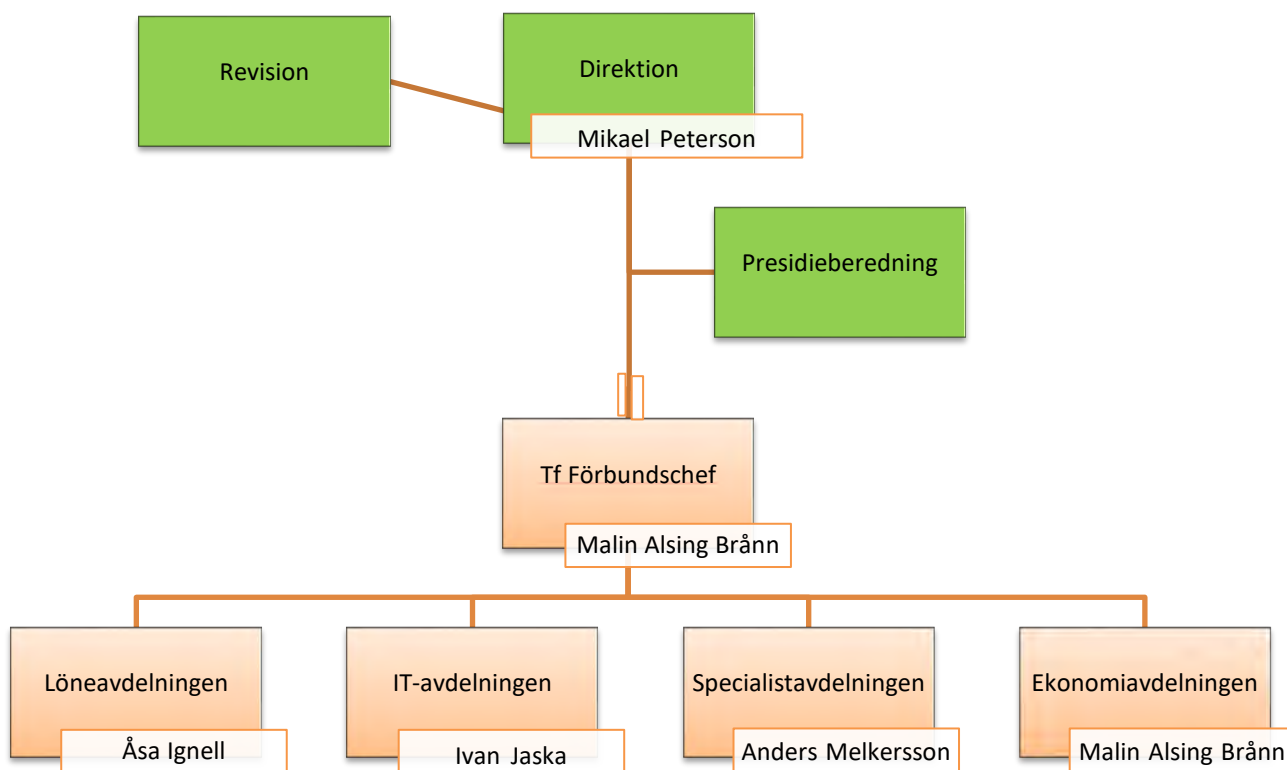 Revision
Direktion
Mikael Peterson
Presidieberedning
Tf Förbundschef
Malin Alsing Brånn
Löneavdelningen
Åsa Ignell
IT-avdelningen
Ivan Jaska
Specialistavdelningen
Anders Melkersson
Ekonomiavdelningen
Malin Alsing Brånn